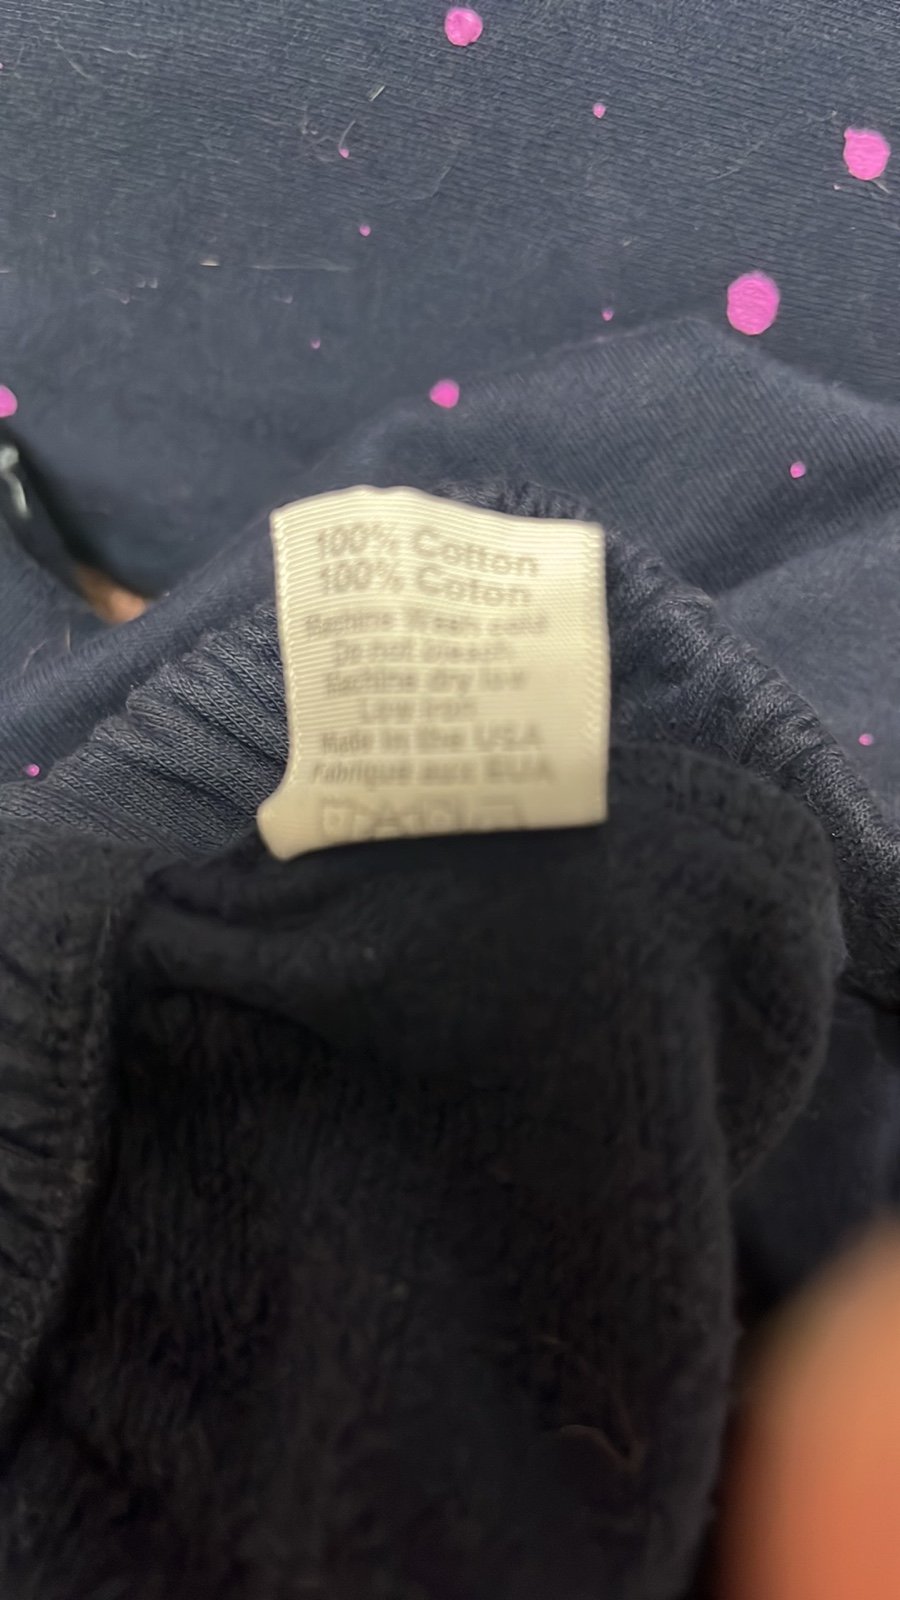 100% Cotton
100% Coton
Machine Wash cold
Do not bleach
Machine dry low
Low iron
Made in the USA
Fabriqué aux EUA